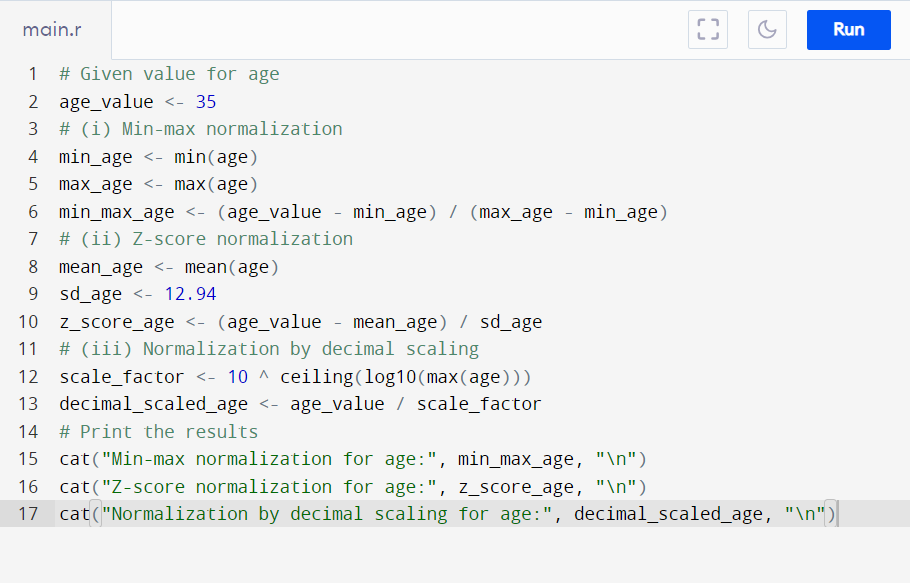 main.r
Run
1 # Given value for age
2 age_value <- 35
3 # (i) Min-max normalization
4 min_age <- min(age)
5 max_age <- max(age)
6 min_max_age <- (age_value - min_age) / (max_age - min_age)
7 # (ii) Z-score normalization
8 mean_age <- mean(age)
9 sd_age <- 12.94
10 z_score_age <- (age_value - mean_age) / sd_age
11 # (iii) Normalization by decimal scaling
12 scale_factor <- 10 ^ ceiling(log10(max(age)))
13 decimal_scaled_age <- age_value / scale_factor
14 # Print the results
15 cat("Min-max normalization for age:", min_max_age, "\n")
16 cat("Z-score normalization for age:", z_score_age, "\n")
17 cat("Normalization by decimal scaling for age:", decimal_scaled_age, "\n")